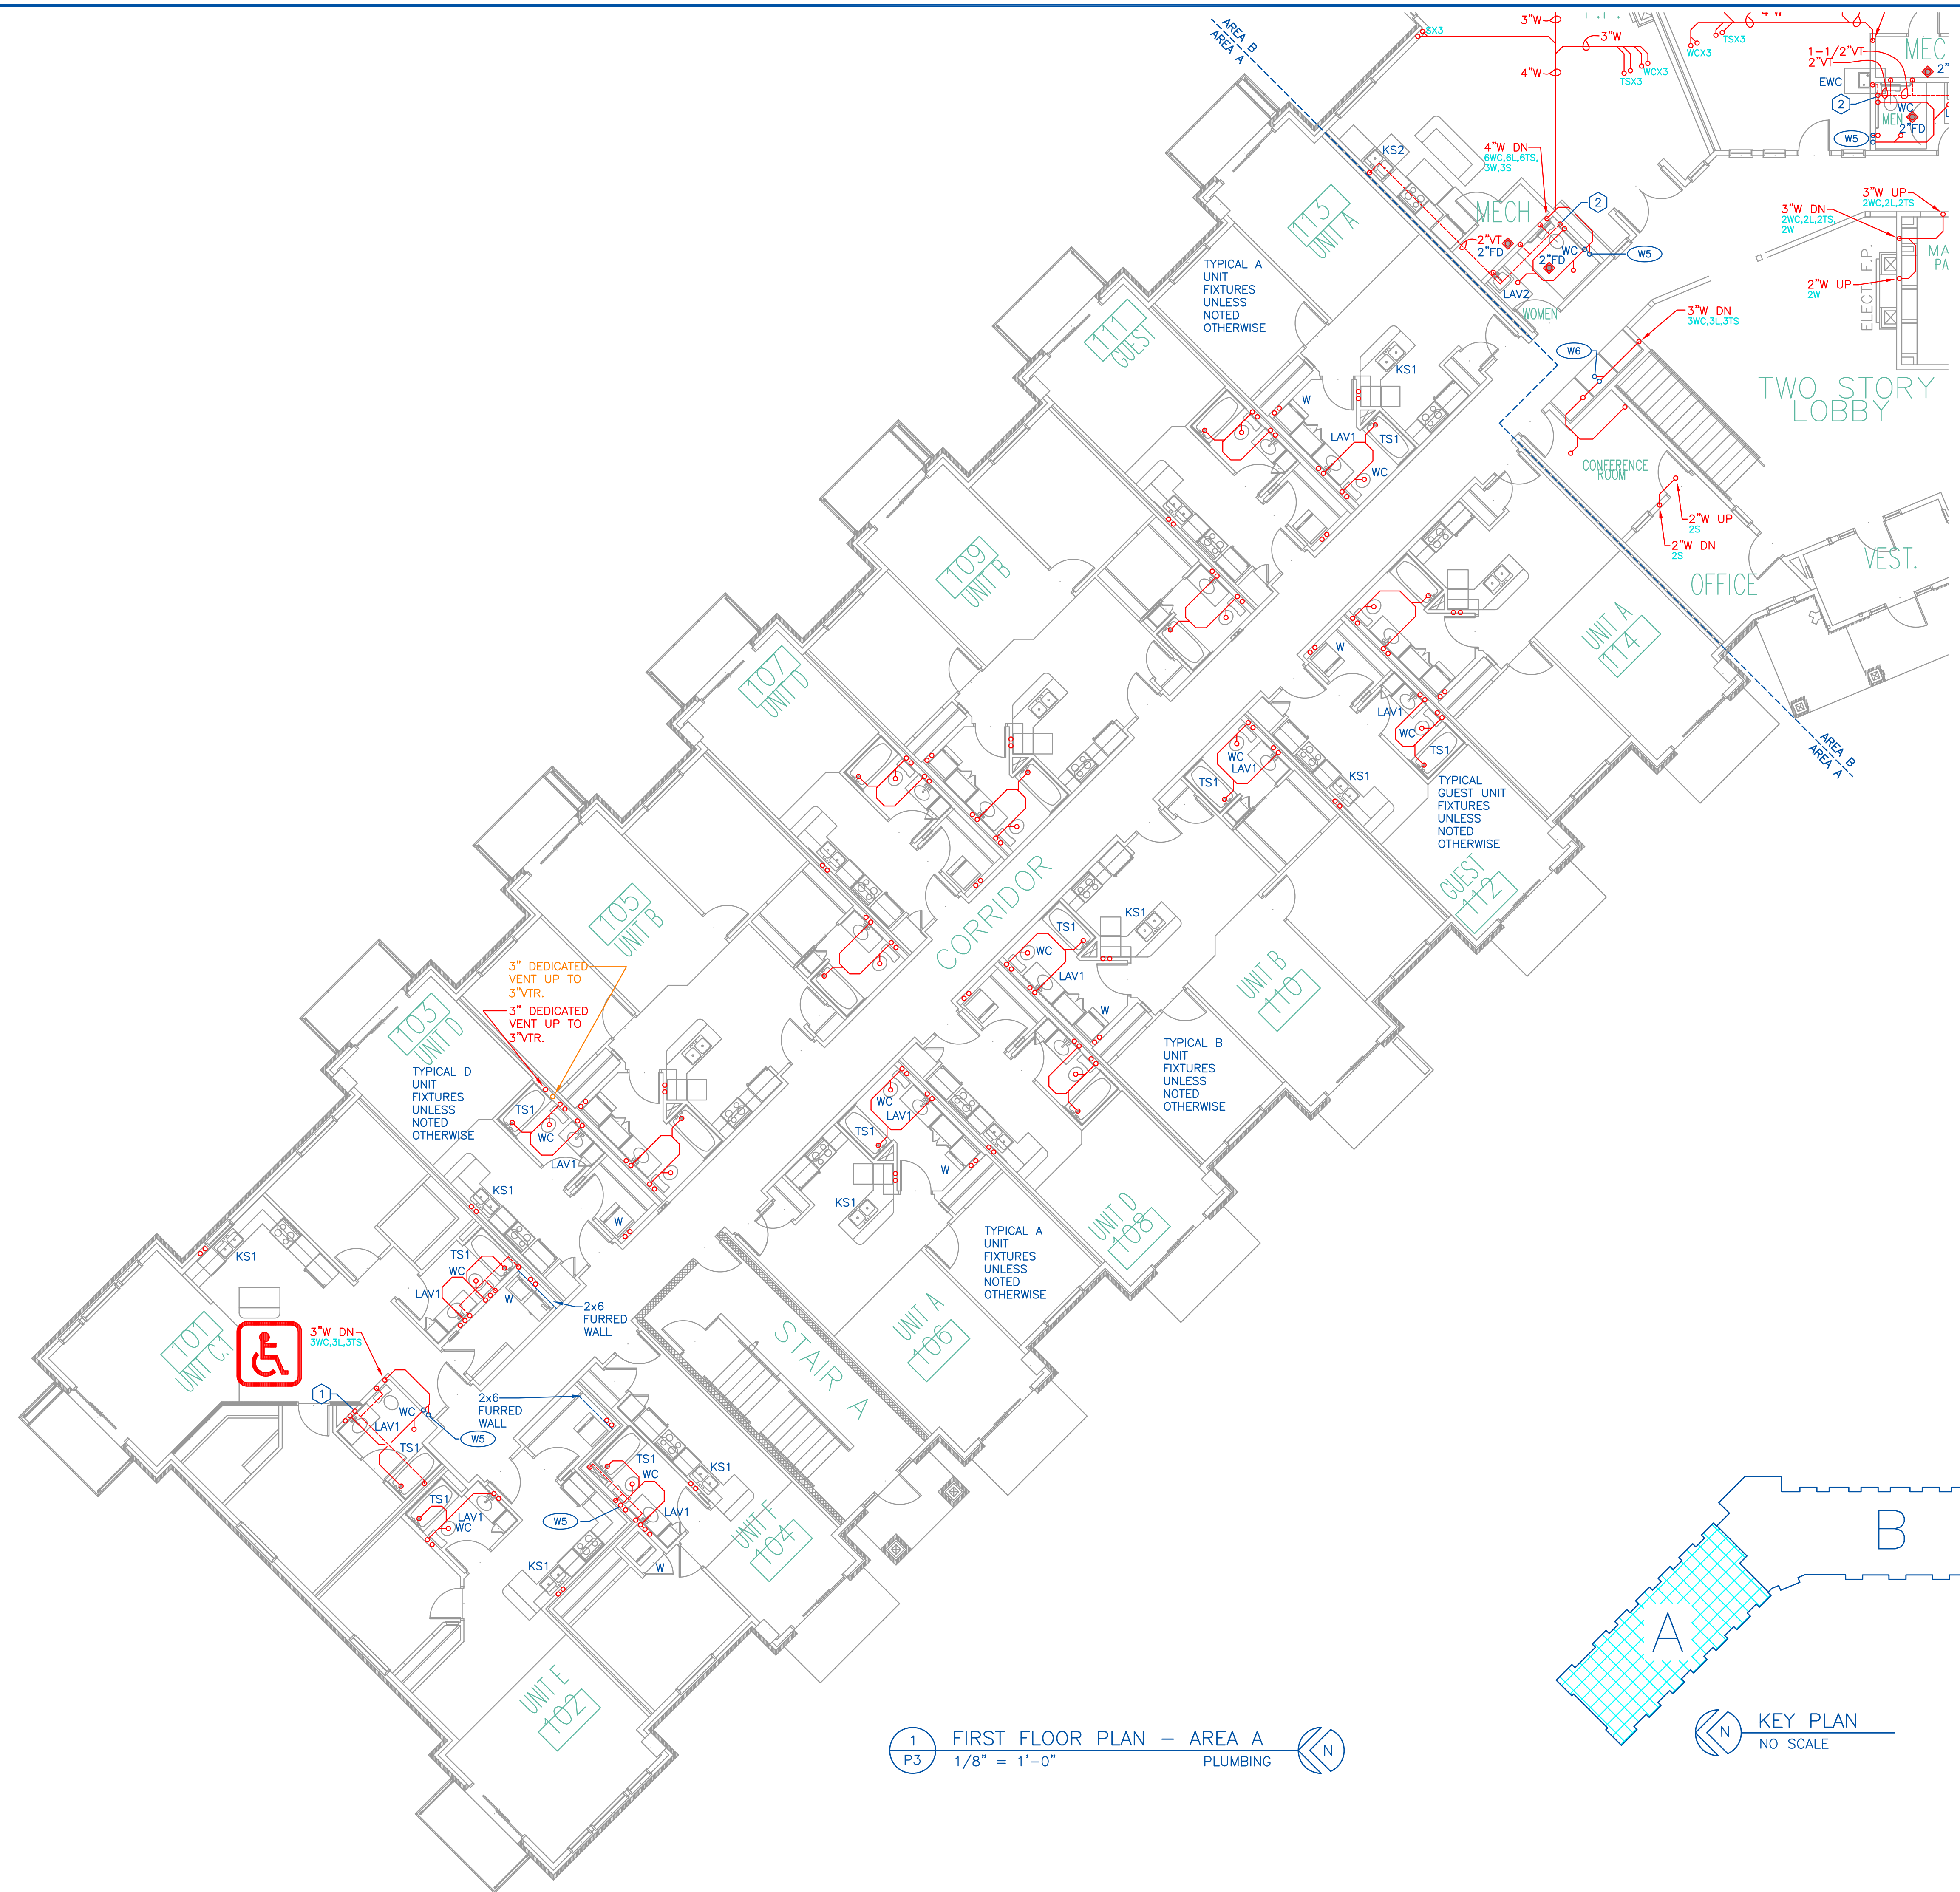 AREA B
AREA A
SX3
3"W
4"W
3"W
TSX3
WCX3
4"W
WCX3
TSX3
1-1/2"VT
2"VT
EWC
2
MEC
2"
WC
MEN
2"FD
W5
KS2
4"W DN
6WC,6L,6TS,
3W,3S
MECH
2
2"VT
2"FD
2"FD
WC
W5
LAV2
WOMEN
3"W UP
2WC,2L,2TS
3"W DN
2WC,2L,2TS,
2W
2"W UP
2W
ELECT F.P.
MA
PA
3"W DN
3WC,3L,3TS
W6
TWO STORY
LOBBY
CONFERENCE
ROOM
2"W UP
2S
2"W DN
2S
OFFICE
VEST.
AREA B
AREA A
113
UNIT A
TYPICAL A
UNIT
FIXTURES
UNLESS
NOTED
OTHERWISE
KS1
W
LAV1
TS1
WC
111
GUEST
109
UNIT B
107
UNIT D
105
UNIT B
103
UNIT D
CORRIDOR
UNIT A
114
W
LAV1
WC
TS1
KS1
TYPICAL
GUEST UNIT
FIXTURES
UNLESS
NOTED
OTHERWISE
GUEST
112
WC
LAV1
TS1
KS1
TS1
WC
LAV1
W
UNIT B
110
TYPICAL B
UNIT
FIXTURES
UNLESS
NOTED
OTHERWISE
3" DEDICATED
VENT UP TO
3"VTR.
3" DEDICATED
VENT UP TO
3"VTR.
TYPICAL D
UNIT
FIXTURES
UNLESS
NOTED
OTHERWISE
TS1
WC
LAV1
KS1
W
WC
LAV1
TS1
W
KS1
UNIT D
108
TYPICAL A
UNIT
FIXTURES
UNLESS
NOTED
OTHERWISE
UNIT A
106
STAIR A
KS1
TS1
WC
LAV1
W
2x6
FURRED
WALL
101
UNIT C.1
3"W DN
3WC,3L,3TS
1
WC
LAV1
TS1
W5
2x6
FURRED
WALL
TS1
WC
LAV1
KS1
W5
W
UNIT F
104
TS1
LAV1
WC
KS1
UNIT E
102
1
P3
FIRST FLOOR PLAN – AREA A
1/8" = 1'-0"
PLUMBING
N
A
B
N
KEY PLAN
NO SCALE